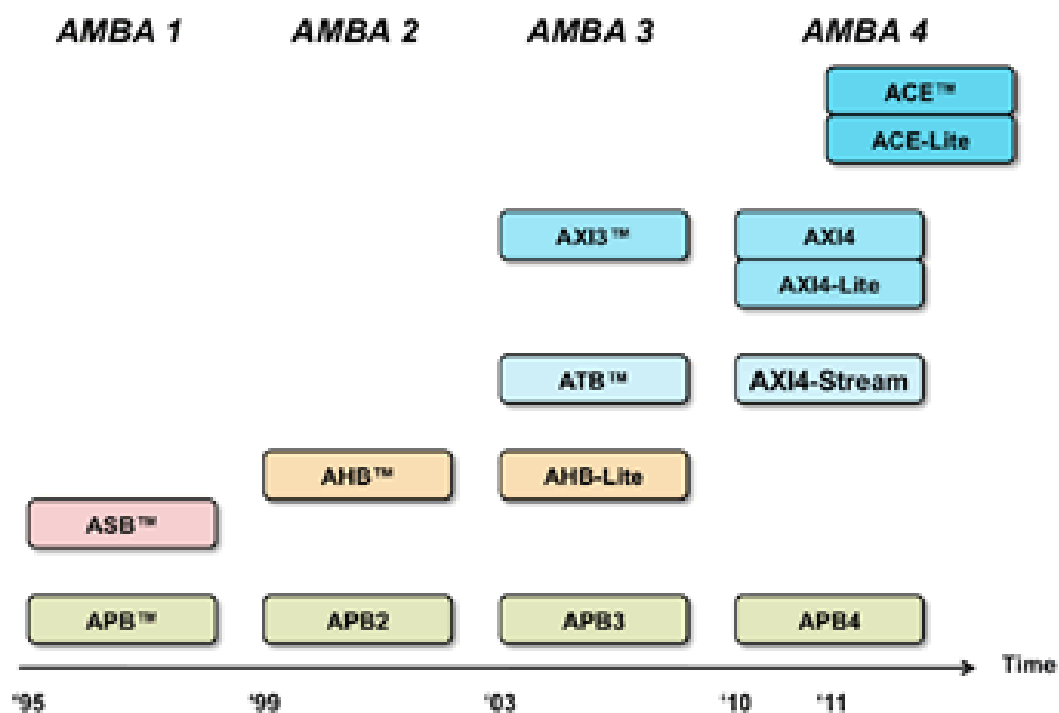 AMBA 1 AMBA 2 AMBA 3 AMBA 4
ACE™
ACE-Lite
AXI3™ AXI4
AXI4-Lite
ATB™ AXI4-Stream
AHB™ AHB-Lite
ASB™
APB™ APB2 APB3 APB4
Time
'95 '99 '03 '10 '11